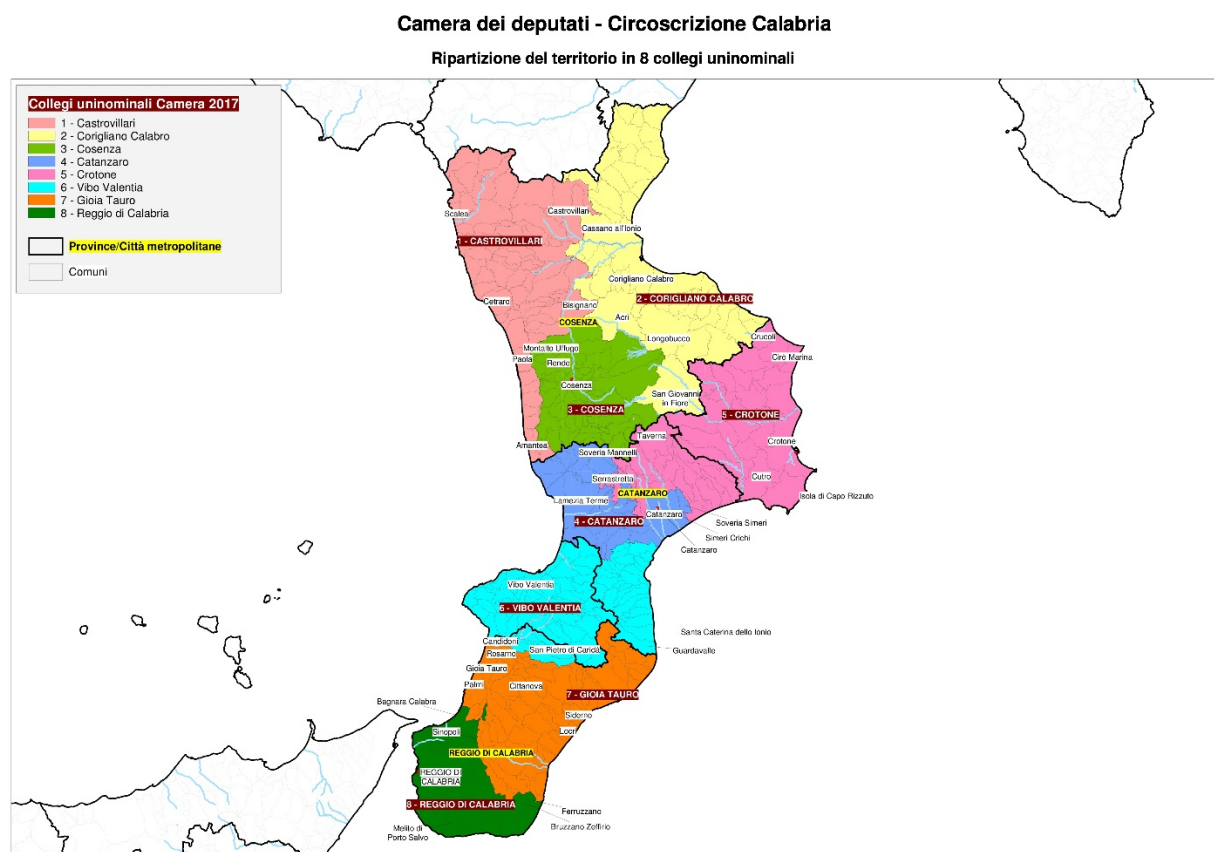 Camera dei deputati - Circoscrizione Calabria
Ripartizione del territorio in 8 collegi uninominali
Collegi uninominali Camera 2017
1 - Castrovillari
2 - Corigliano Calabro
3 - Cosenza
4 - Catanzaro
5 - Crotone
6 - Vibo Valentia
7 - Gioia Tauro
8 - Reggio di Calabria
Province/Città metropolitane
Comuni
Scalea
Castrovillari
Cassano all'Ionio
1 - CASTROVILLARI
Corigliano Calabro
2 - CORIGLIANO CALABRO
Cetraro
Bisignano
COSENZA
Acri
Crucoli
Longobucco
Montalto Uffugo
Cirò Marina
Paola
Rende
Cosenza
San Giovanni
in Fiore
3 - COSENZA
5 - CROTONE
Taverna
Crotone
Amantea
Soveria Mannelli
Serrastretta
Cutro
CATANZARO
Isola di Capo Rizzuto
Lamezia Terme
Catanzaro
4 - CATANZARO
Soveria Simeri
Simeri Crichi
Catanzaro
Vibo Valentia
6 - VIBO VALENTIA
Santa Caterina dello Ionio
Candidoni
San Pietro di Caridà
Guardavalle
Rosarno
Gioia Tauro
Palmi
Cittanova
7 - GIOIA TAURO
Bagnara Calabra
Siderno
Sinopoli
Locri
REGGIO DI CALABRIA
REGGIO DI
CALABRIA
8 - REGGIO DI CALABRIA
Ferruzzano
Bruzzano Zeffirio
Melito di
Porto Salvo